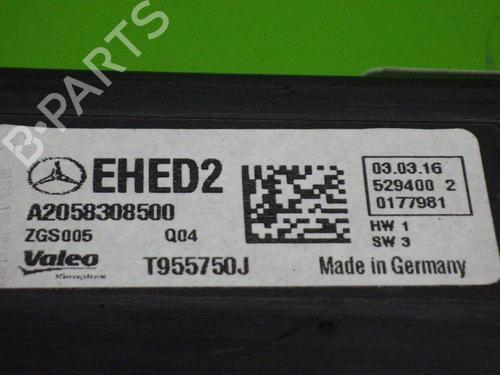 B-PARTS
EHED2
A2058308500
ZGS005 Q04
Valeo
T955750J
03.03.16
529400 2
0177981
HW 1
SW 3
Made in Germany